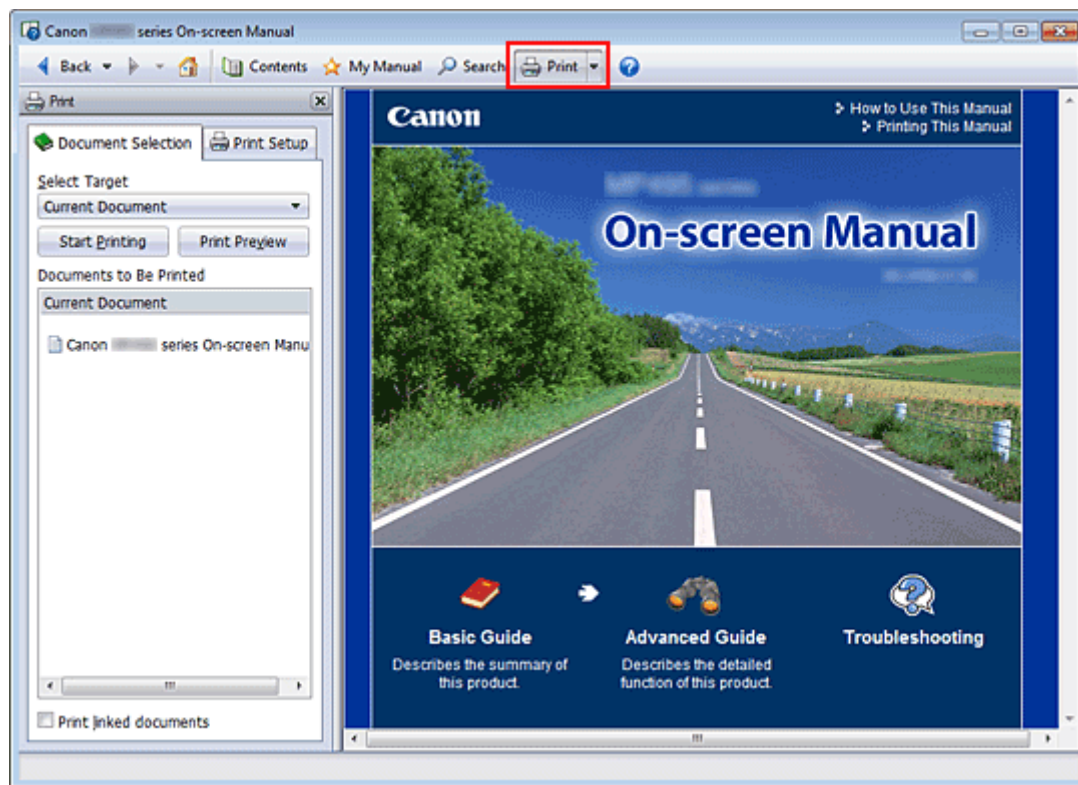 Canon series On-screen Manual
Back Contents My Manual Search Print
Print
Document Selection Print Setup
Select Target
Current Document
Start Printing Print Preview
Documents to Be Printed
Current Document
Canon series On-screen Manu
Print linked documents
Canon
How to Use This Manual
Printing This Manual
series
On-screen Manual
Basic Guide
Describes the summary of
this product.
Advanced Guide
Describes the detailed
function of this product.
Troubleshooting